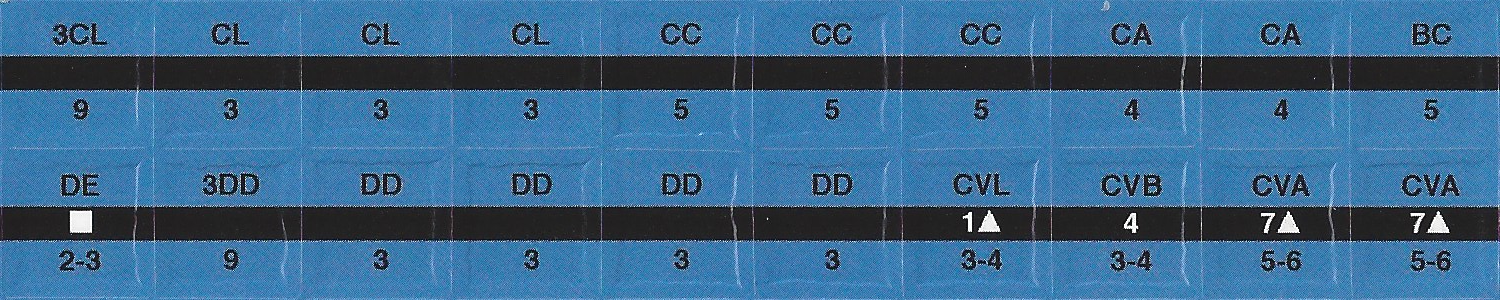 3CL CL CL CL CC CC CC CA CA BC
9 3 3 3 5 5 5 4 4 5
DE 3DD DD DD DD DD CVL CVB CVA CVA
■ 1▲ 4 7▲ 7▲
2-3 9 3 3 3 3 3-4 3-4 5-6 5-6